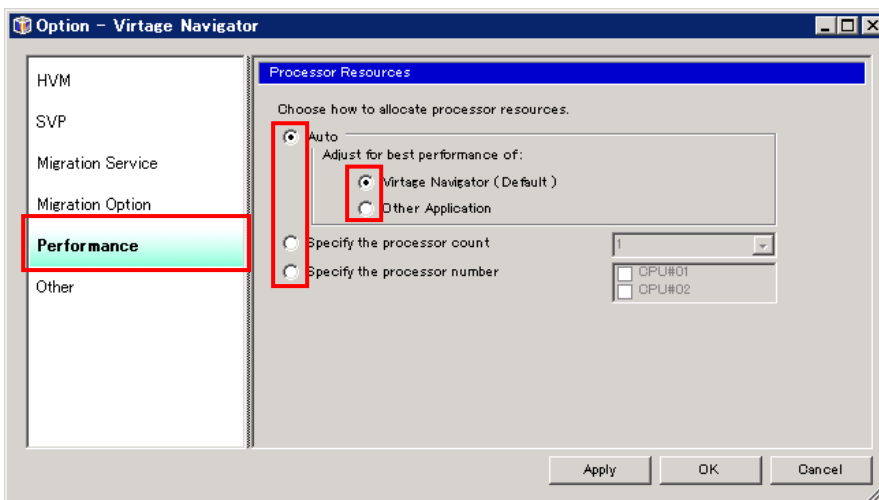 Option - Virtage Navigator
HVM
SVP
Migration Service
Migration Option
Performance
Other
Processor Resources
Choose how to allocate processor resources.
Auto
Adjust for best performance of:
Virtage Navigator ( Default )
Other Application
Specify the processor count
1
Specify the processor number
CPU#01
CPU#02
Apply
OK
Cancel